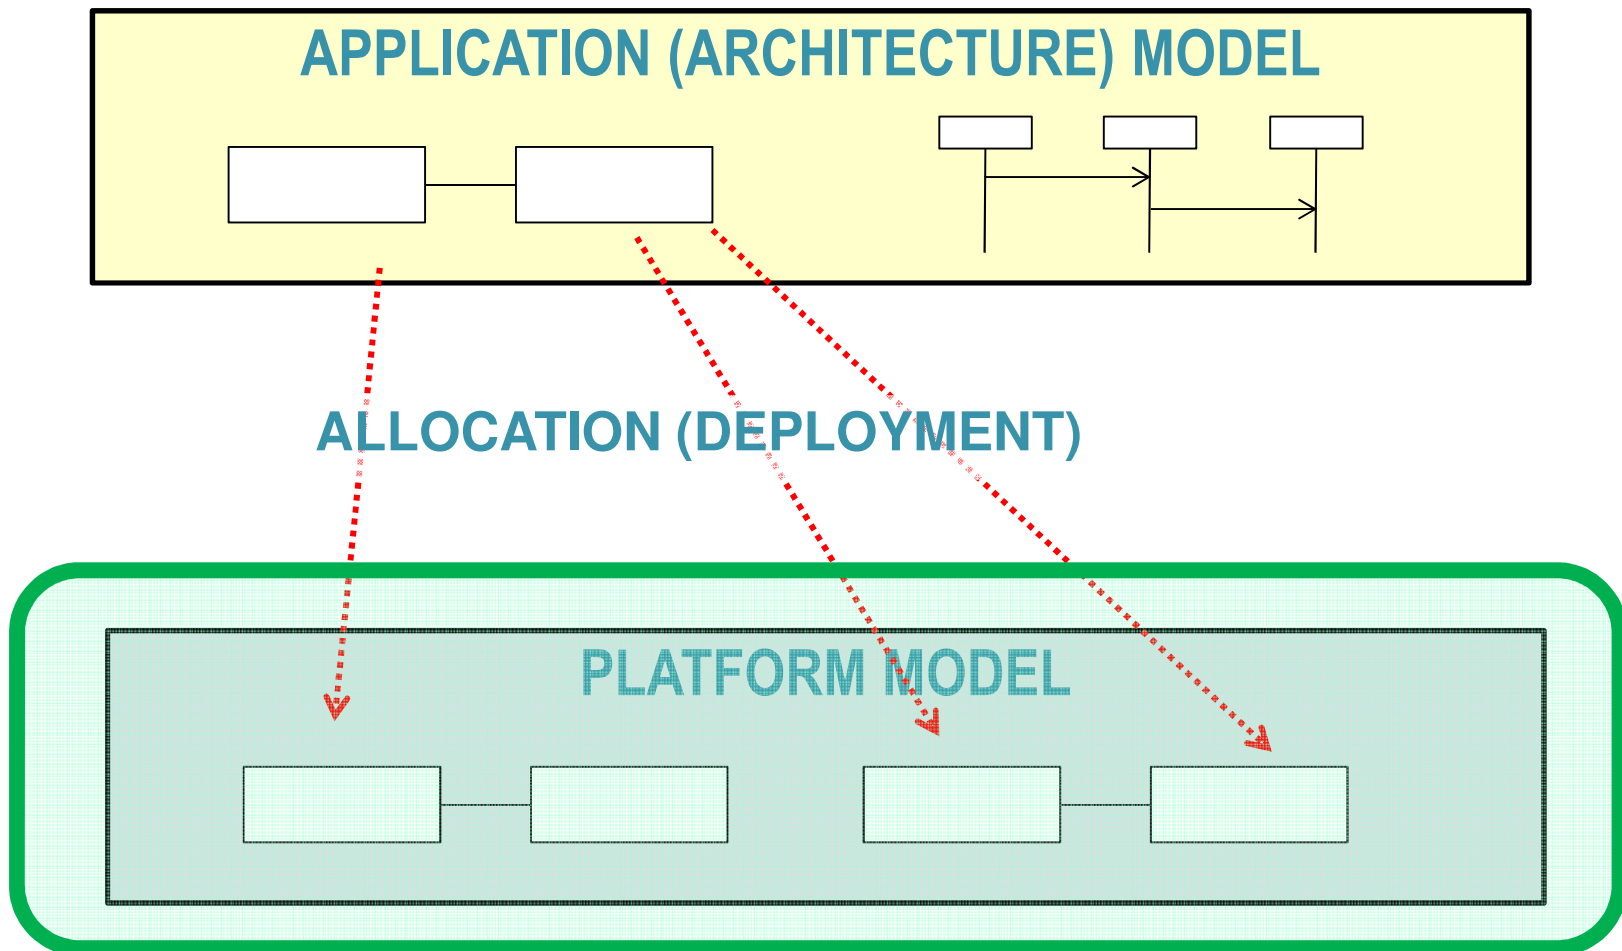 APPLICATION (ARCHITECTURE) MODEL
ALLOCATION (DEPLOYMENT)
PLATFORM MODEL